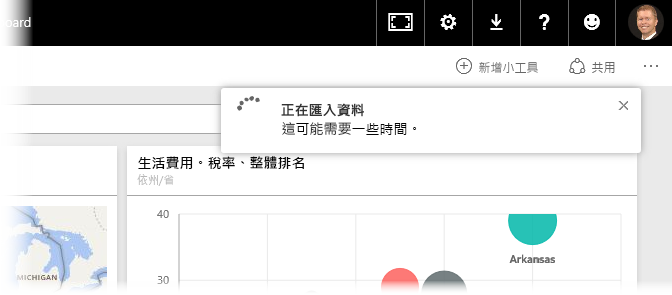 oard
新增小工具 共用
正在匯入資料
這可能需要一些時間。
生活費用。稅率、整體排名
依州/省
40
Arkansas
MICHIGAN
30